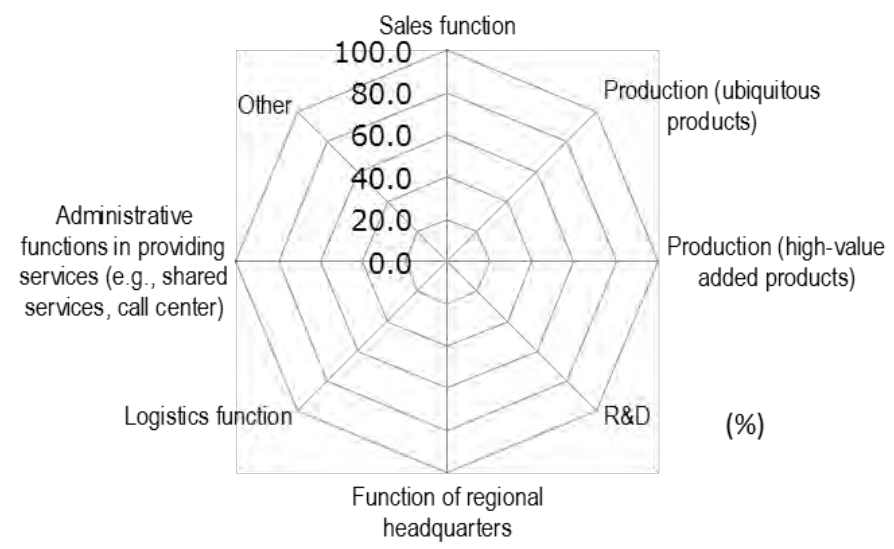 Sales function
100.0
80.0
60.0
40.0
20.0
0.0
Production (ubiquitous
products)
Production (high-value
added products)
R&D
(%)
Function of regional
headquarters
Logistics function
Administrative
functions in providing
services (e.g., shared
services, call center)
Other